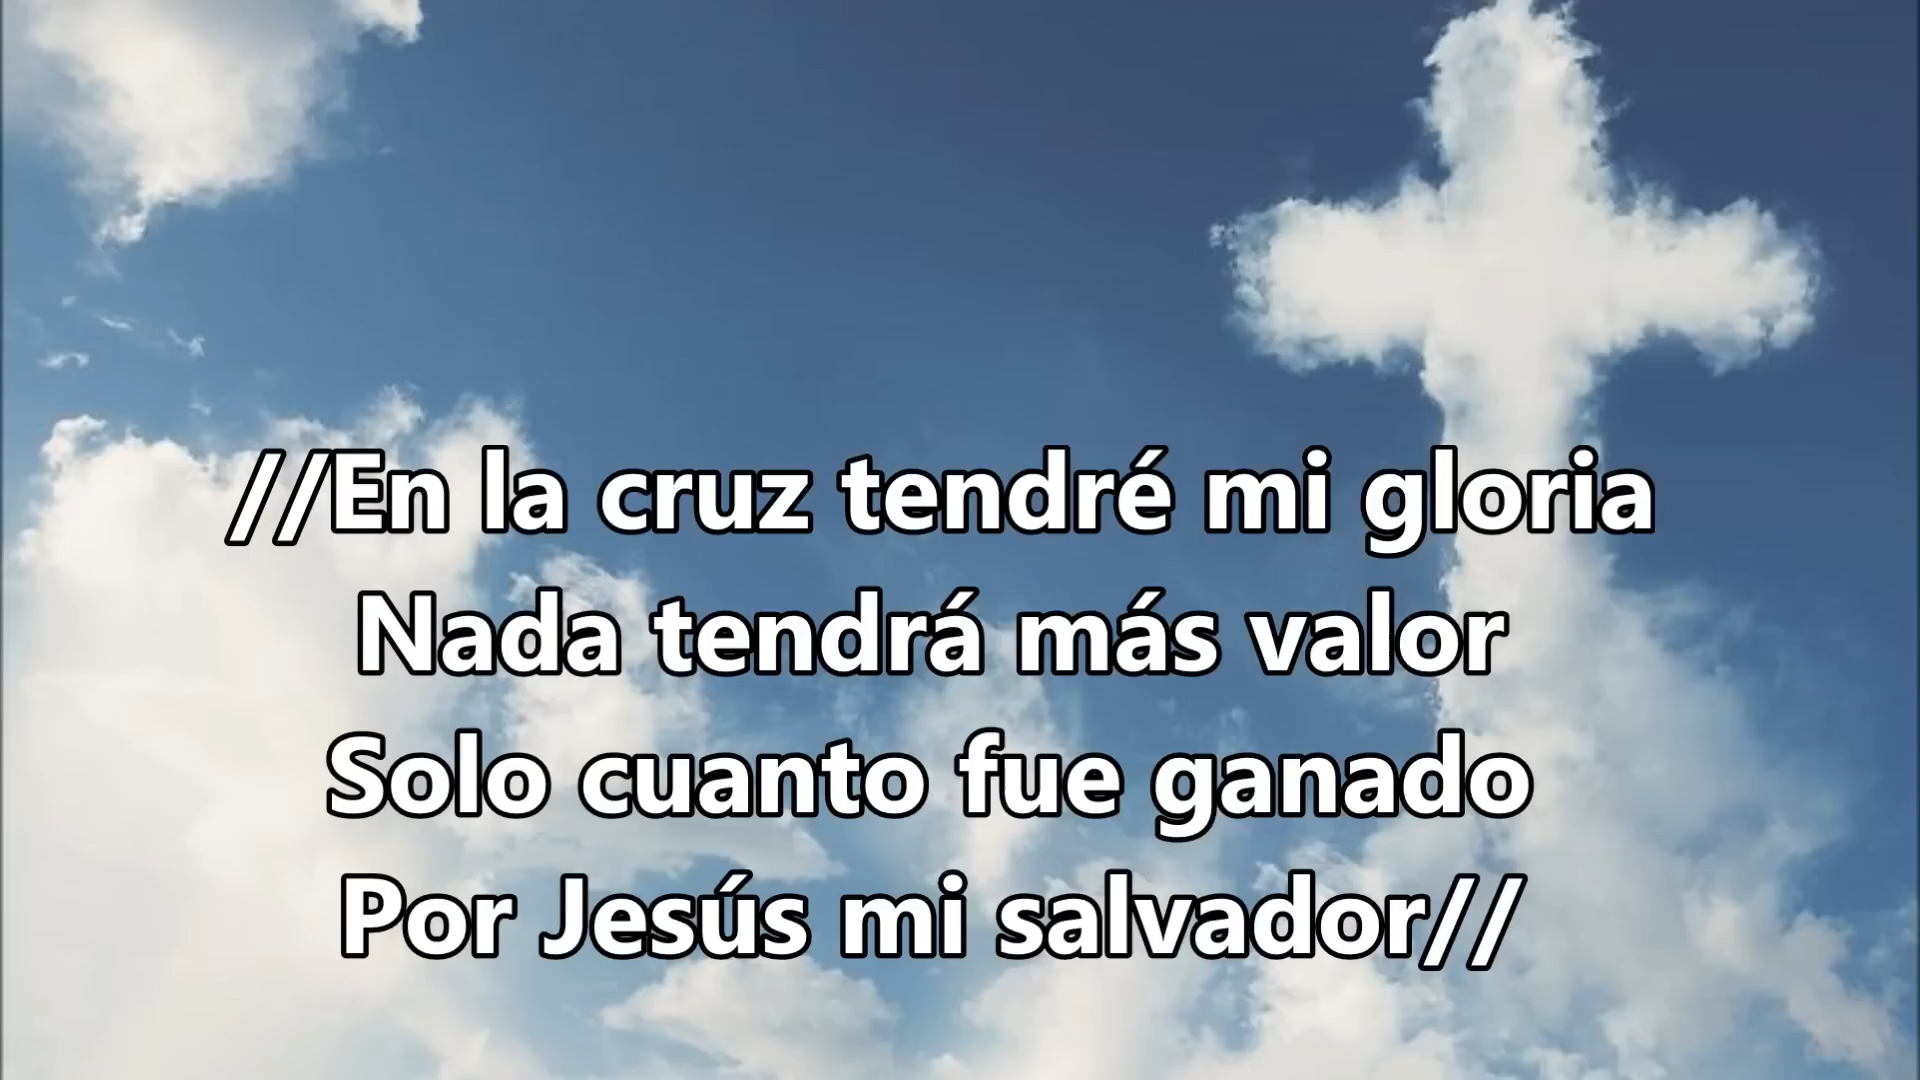 //En la cruz tendré mi gloria
Nada tendrá más valor
Solo cuanto fue ganado
Por Jesús mi salvador//